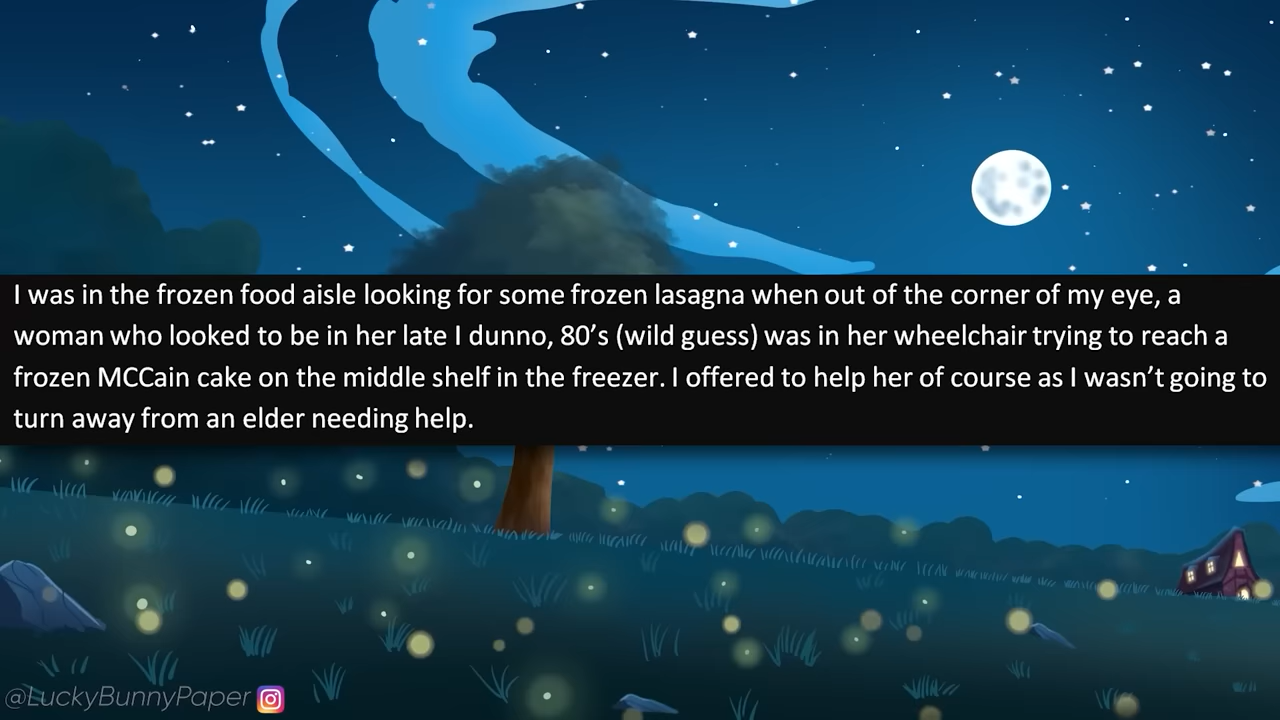 I was in the frozen food aisle looking for some frozen lasagna when out of the corner of my eye, a
woman who looked to be in her late I dunno, 80’s (wild guess) was in her wheelchair trying to reach a
frozen MCCain cake on the middle shelf in the freezer. I offered to help her of course as I wasn’t going to
turn away from an elder needing help.
@LuckyBunnyPaper